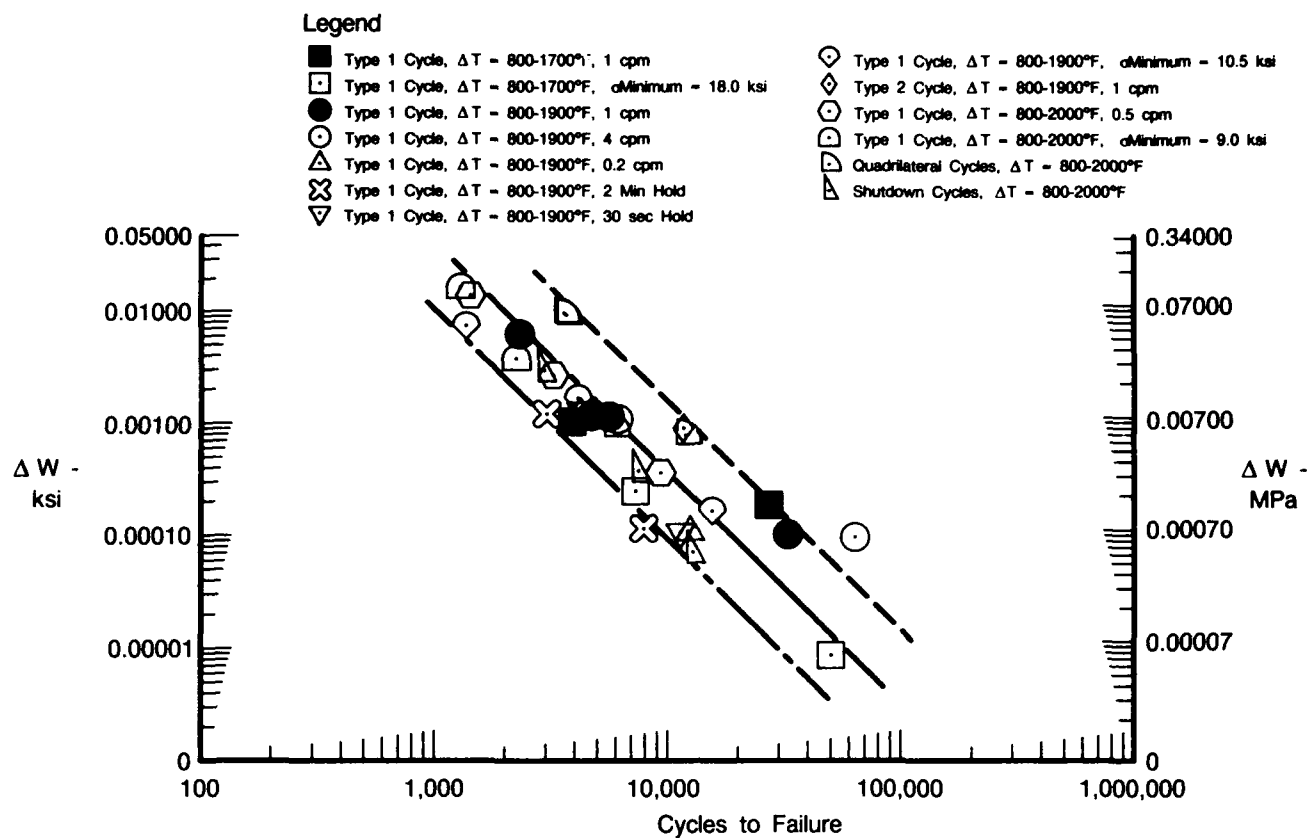 Legend
Type 1 Cycle, ΔT - 800-1700°F, 1 cpm
Type 1 Cycle, ΔT - 800-1700°F, σMinimum - 18.0 ksi
Type 1 Cycle, ΔT - 800-1900°F, 1 cpm
Type 1 Cycle, ΔT - 800-1900°F, 4 cpm
Type 1 Cycle, ΔT - 800-1900°F, 0.2 cpm
Type 1 Cycle, ΔT - 800-1900°F, 2 Min Hold
Type 1 Cycle, ΔT - 800-1900°F, 30 sec Hold
Type 1 Cycle, ΔT - 800-1900°F, σMinimum - 10.5 ksi
Type 2 Cycle, ΔT - 800-1900°F, 1 cpm
Type 1 Cycle, ΔT - 800-2000°F, 0.5 cpm
Type 1 Cycle, ΔT - 800-2000°F, σMinimum - 9.0 ksi
Quadrilateral Cycles, ΔT - 800-2000°F
Shutdown Cycles, ΔT - 800-2000°F
0.05000
0.01000
0.00100
0.00010
0.00001
0
ΔW -
ksi
0.34000
0.07000
0.00700
0.00070
0.00007
0
ΔW -
MPa
100
1,000
10,000
100,000
1,000,000
Cycles to Failure